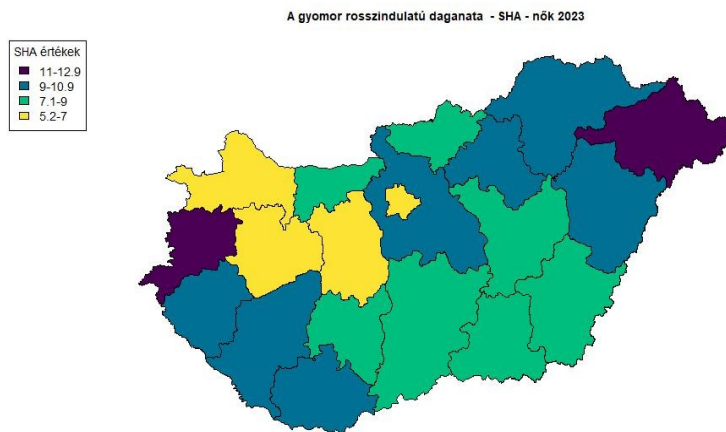 A gyomor rosszindulatú daganata - SHA - nők 2023
SHA értékek
11-12.9
9-10.9
7.1-9
5.2-7